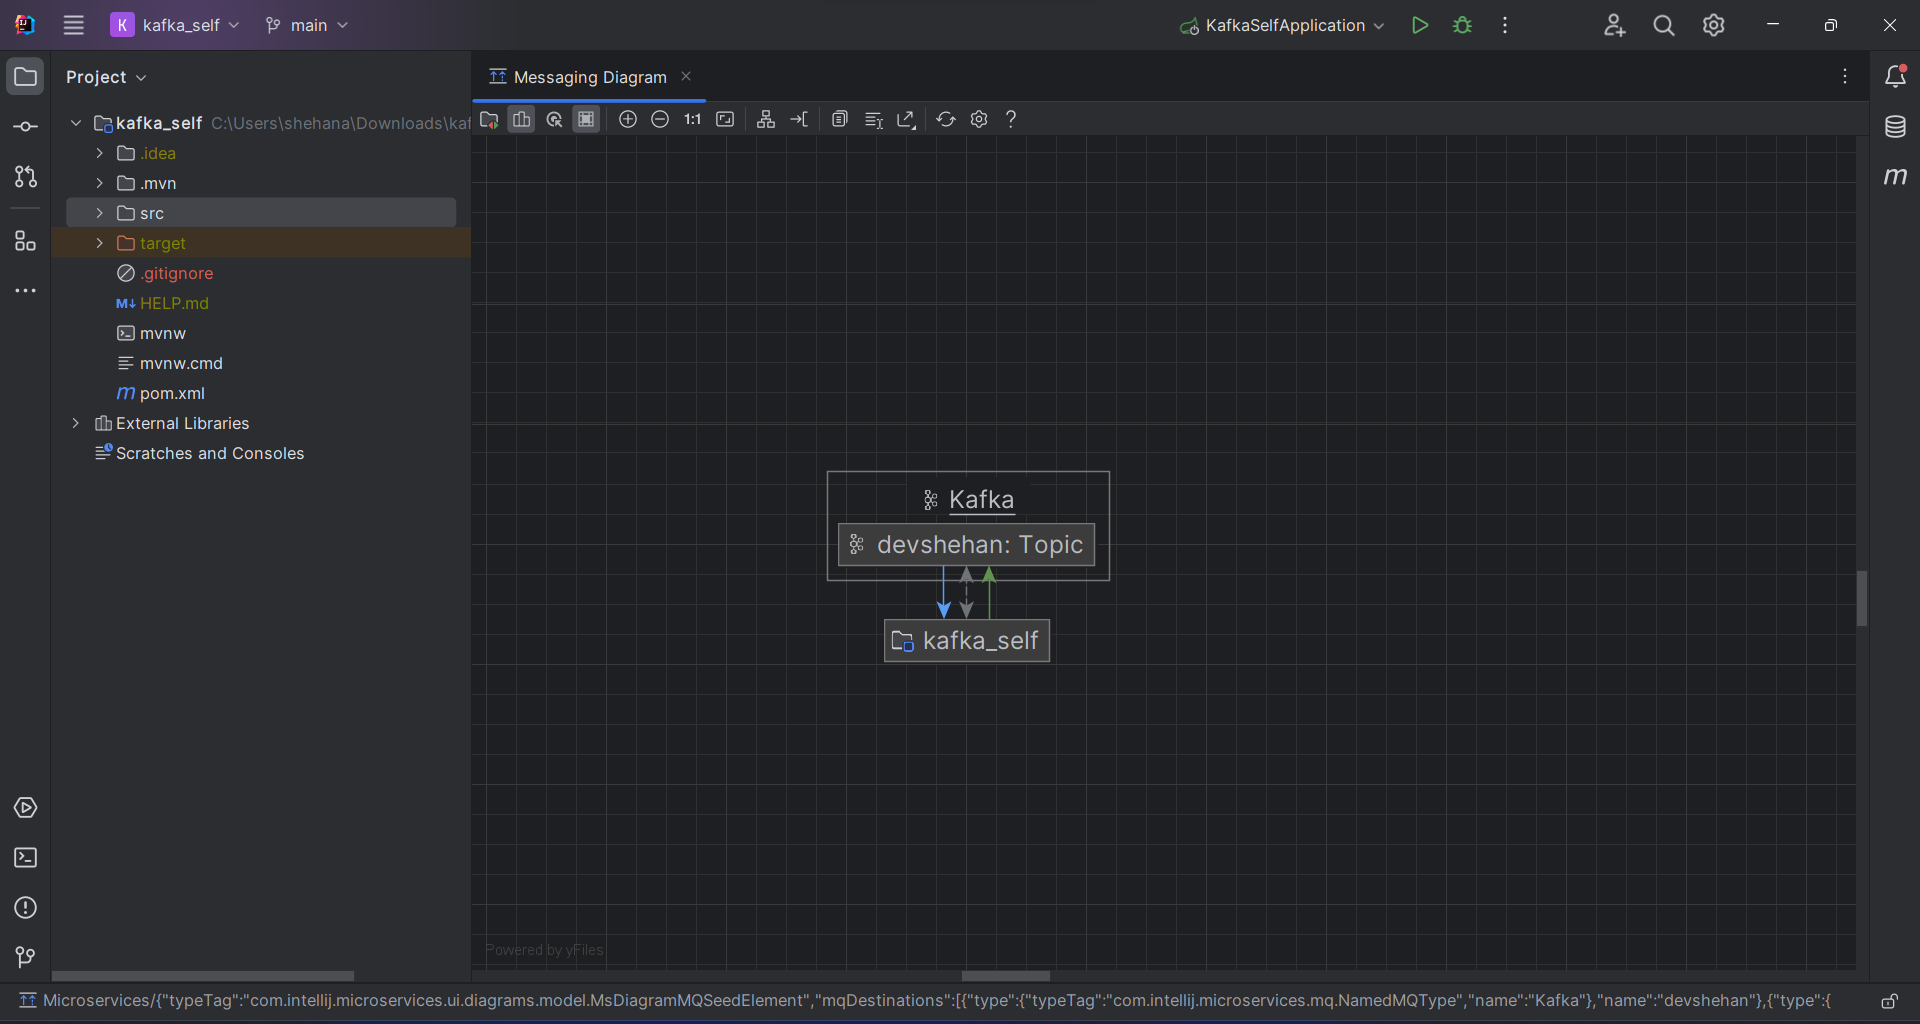 K kafka_self main KafkaSelfApplication
Project
Messaging Diagram
1:1
kafka_self C:\Users\shehana\Downloads\kaf
.idea
.mvn
src
target
.gitignore
M↓ HELP.md
mvnw
mvnw.cmd
m pom.xml
External Libraries
Scratches and Consoles
m
Kafka
devshehan: Topic
kafka_self
Powered by yFiles
Microservices/{"typeTag":"com.intellij.microservices.ui.diagrams.model.MsDiagramMQSeedElement","mqDestinations":[{"type":{"typeTag":"com.intellij.microservices.mq.NamedMQType","name":"Kafka"},"name":"devshehan"},{"type":{